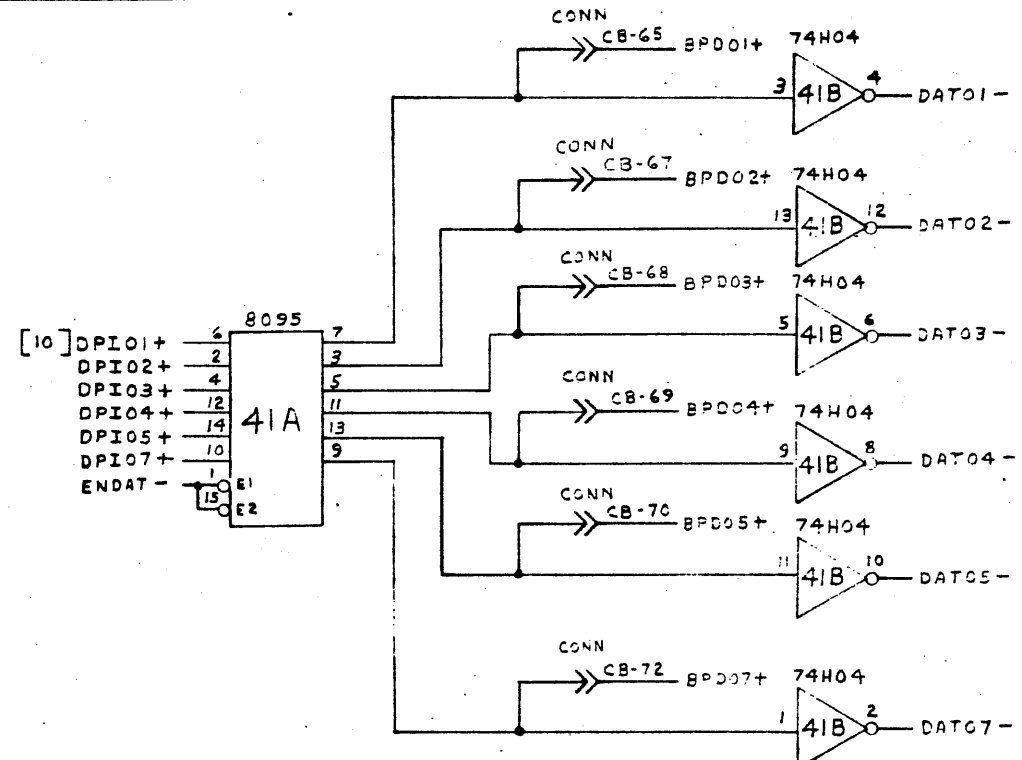 CONN
CB-65 BPD01+
74H04
3 41B 4 DAT01-
CONN
CB-67 BPD02+
74H04
13 41B 12 DAT02-
CONN
CB-68 BPD03+
74H04
5 41B 6 DAT03-
8095
[10] DPI01+ 6 7
DPI02+ 2 3
DPI03+ 4 5
DPI04+ 12 11
DPI05+ 14 13
DPI07+ 10 9
41A
ENDAT- 1 E1
15 E2
CONN
CB-69 BPD04+
74H04
9 41B 8 DAT04-
CONN
CB-70 BPD05+
74H04
11 41B 10 DAT05-
CONN
CB-72 BPD07+
74H04
1 41B 2 DAT07-